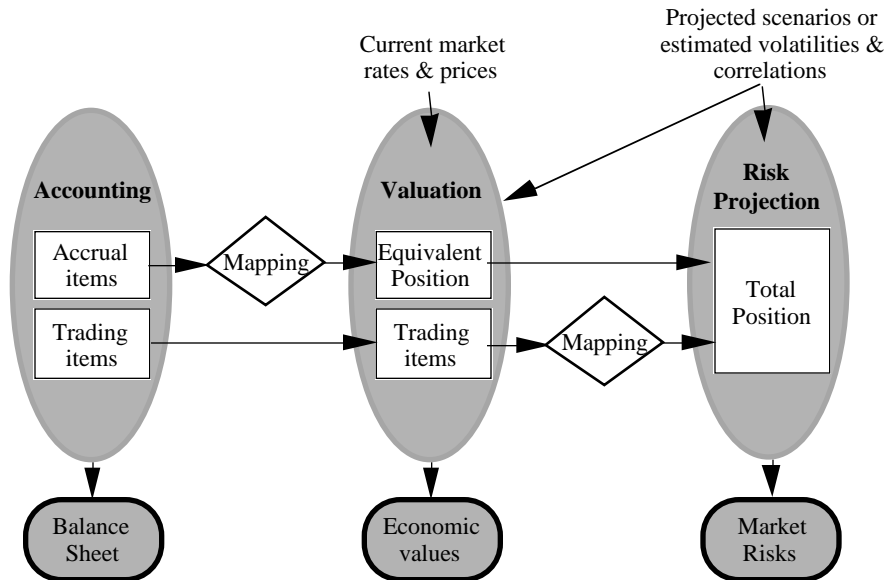 Current market
rates & prices
Projected scenarios or
estimated volatilities &
correlations
Accounting
Accrual
items
Trading
items
Mapping
Valuation
Equivalent
Position
Trading
items
Mapping
Risk
Projection
Total
Position
Balance
Sheet
Economic
values
Market
Risks